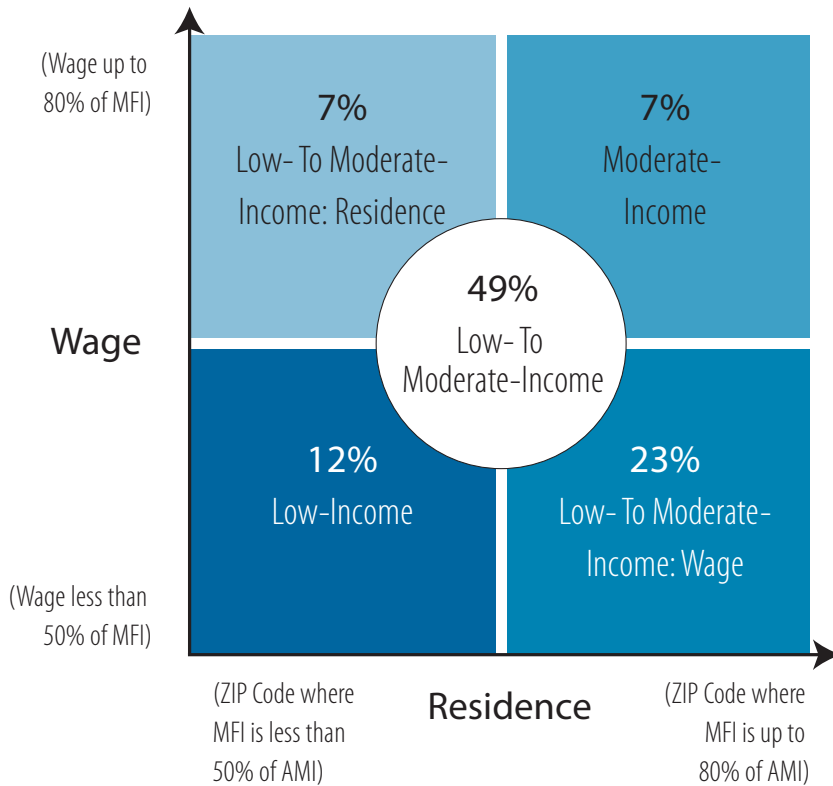 (Wage up to
80% of MFI)
7%
Low- To Moderate-
Income: Residence
7%
Moderate-
Income
49%
Low- To
Moderate-Income
Wage
12%
Low-Income
23%
Low- To Moderate-
Income: Wage
(Wage less than
50% of MFI)
(ZIP Code where
MFI is less than
50% of AMI)
Residence
(ZIP Code where
MFI is up to
80% of AMI)